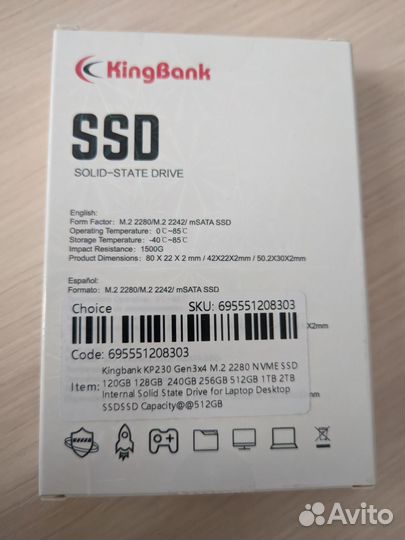 KingBank
SSD
SOLID-STATE DRIVE
English:
Form Factor: M.2 2280/M.2 2242/ mSATA SSD
Operating Temperature: 0℃~85℃
Storage Temperature: -40℃~85℃
Impact Resistance: 1500G
Product Dimensions: 80 X 22 X 2 mm / 42X22X2mm / 50.2X30X2mm
Español:
Formato: M.2 2280/M.2 2242/ mSATA SSD
Choice SKU: 695551208303
Code: 695551208303
Kingbank KP230 Gen3x4 M.2 2280 NVME SSD
Item: 120GB 128GB 240GB 256GB 512GB 1TB 2TB
Internal Solid State Drive for Laptop Desktop
SSDSSD Capacity@@512GB
Avito